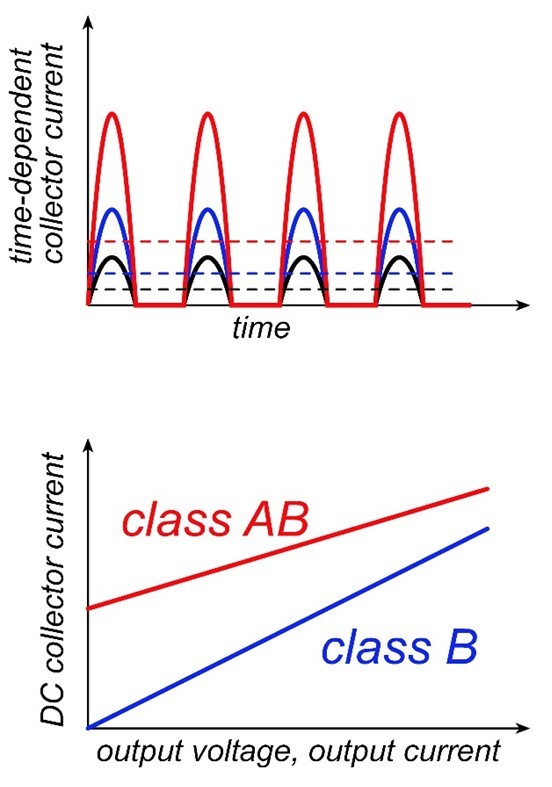 time-dependent
collector current
time
DC collector current
class AB
class B
output voltage, output current